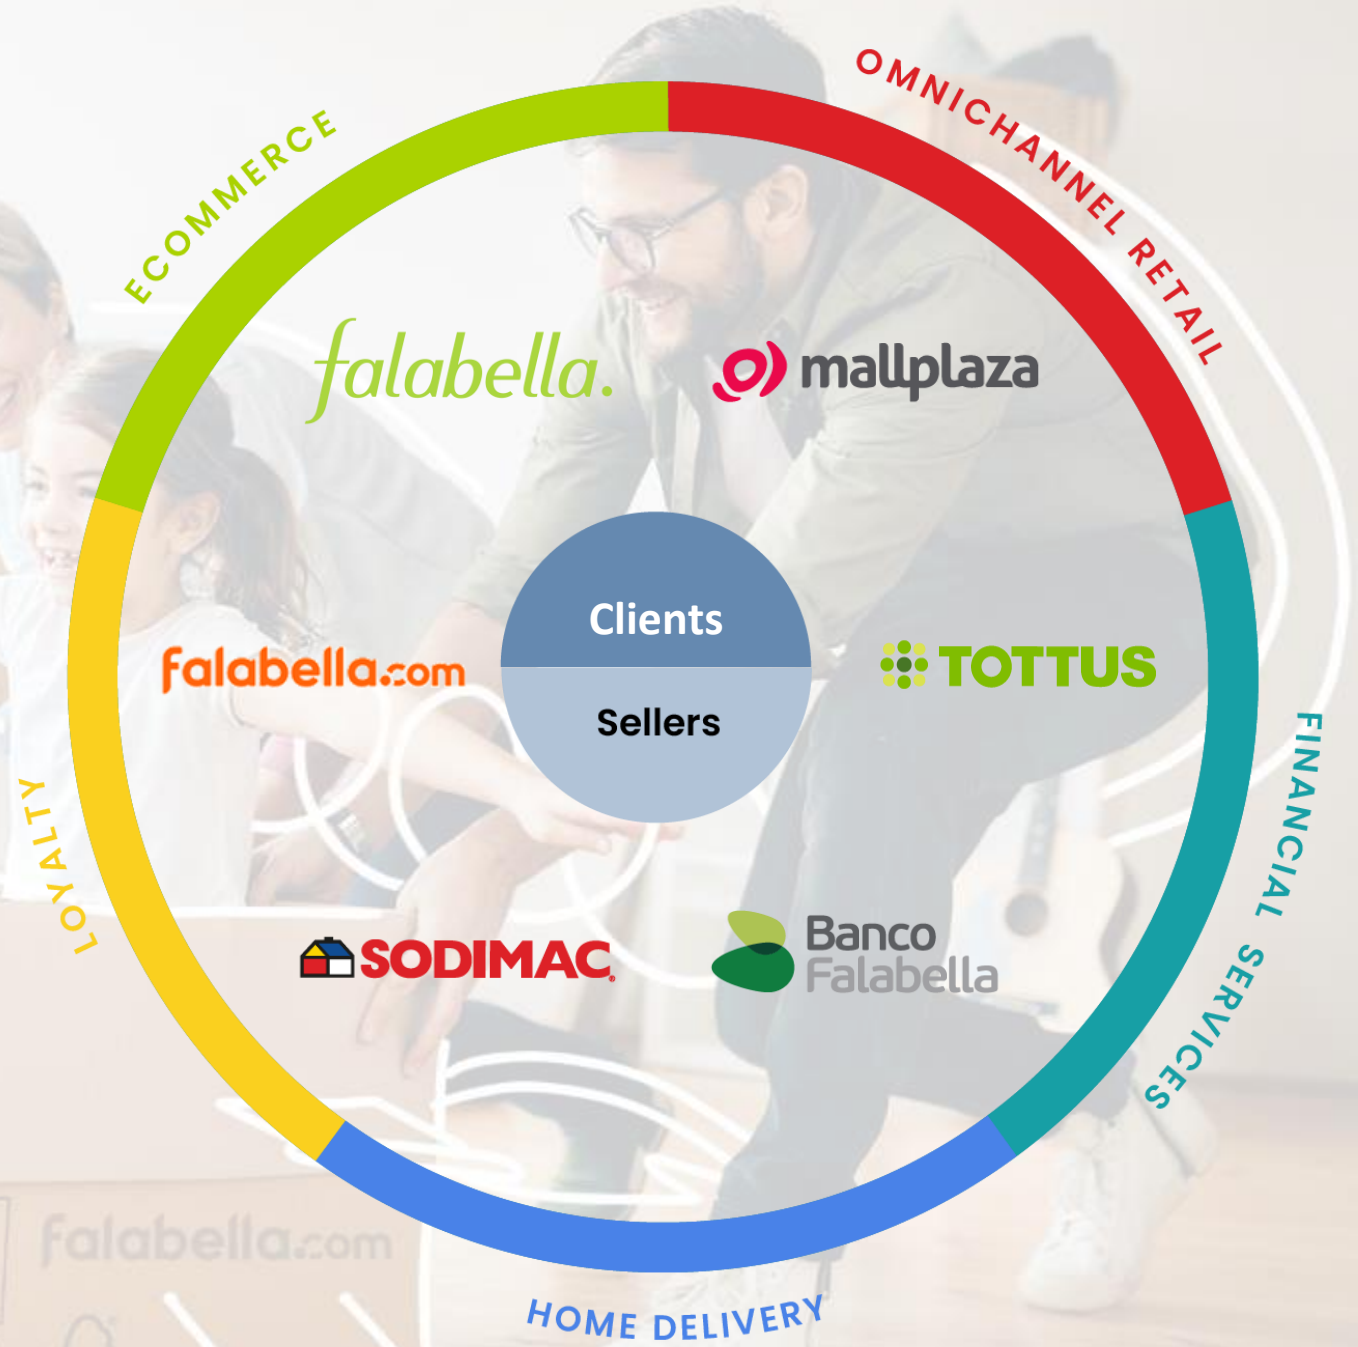 ECOMMERCE
OMNICHANNEL RETAIL
falabella.
mallplaza
Clients
Sellers
falabella.com
TOTTUS
LOYALTY
FINANCIAL SERVICES
SODIMAC®
Banco
Falabella
falabella.com
HOME DELIVERY